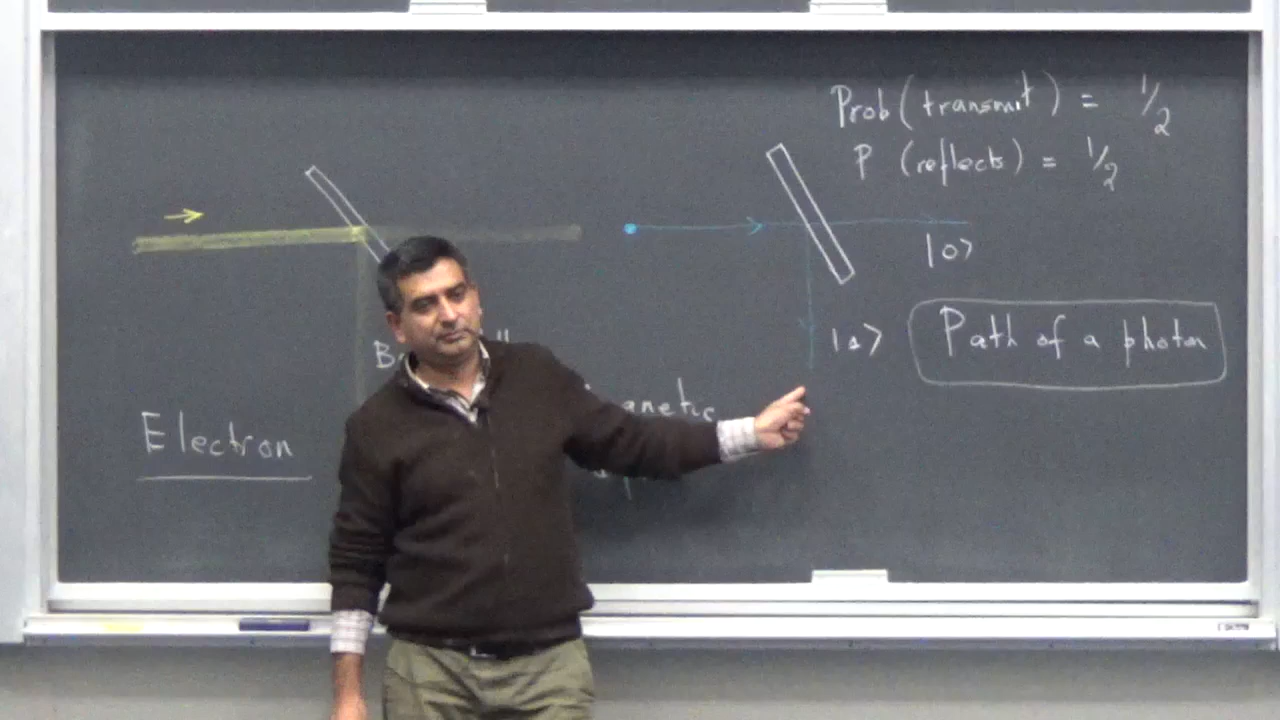 Prob(transmit) = 1/2
P (reflects) = 1/2
|0>
|1>
Path of a photon
Electron